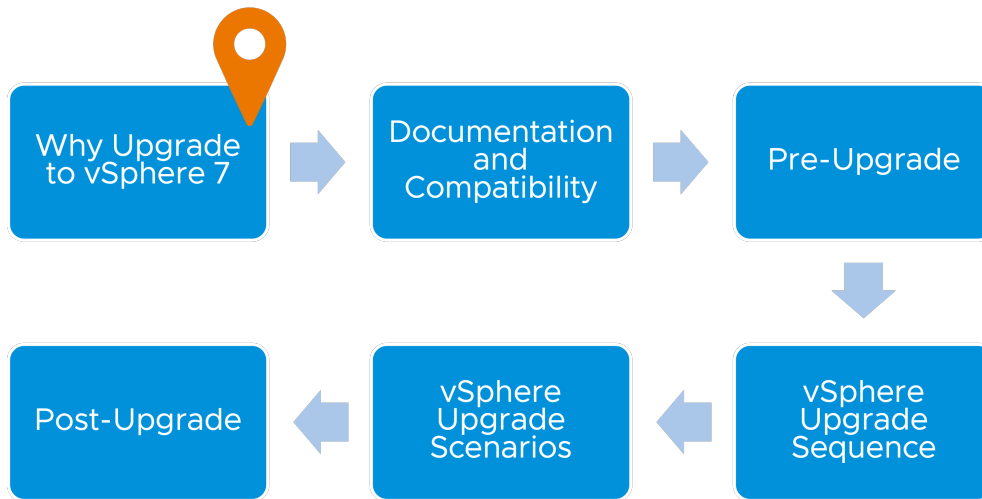 Why Upgrade
to vSphere 7
Documentation
and
Compatibility
Pre-Upgrade
vSphere
Upgrade
Sequence
vSphere
Upgrade
Scenarios
Post-Upgrade